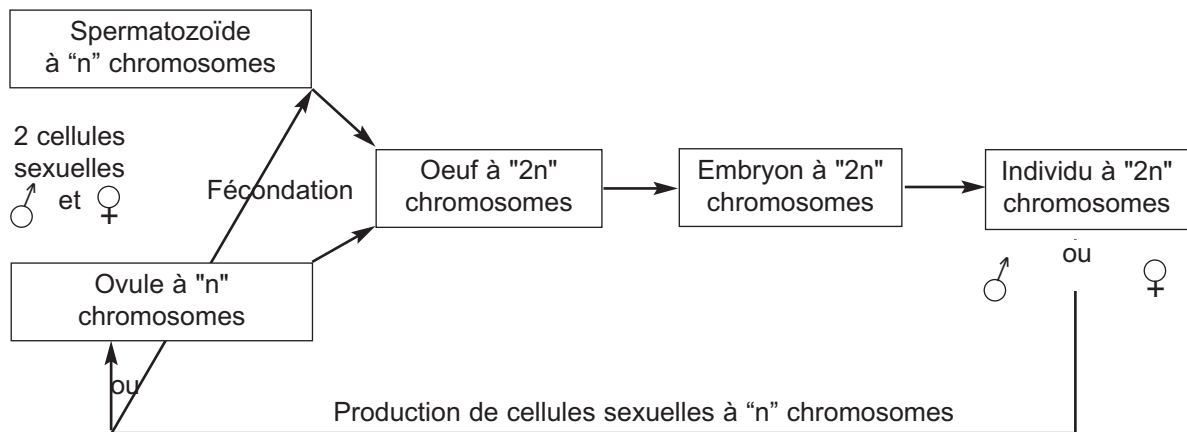 Spermatozoïde
à “n” chromosomes
2 cellules
sexuelles
et
Fécondation
Oeuf à "2n"
chromosomes
Embryon à "2n"
chromosomes
Individu à "2n"
chromosomes
ou
Ovule à "n"
chromosomes
ou
Production de cellules sexuelles à “n” chromosomes